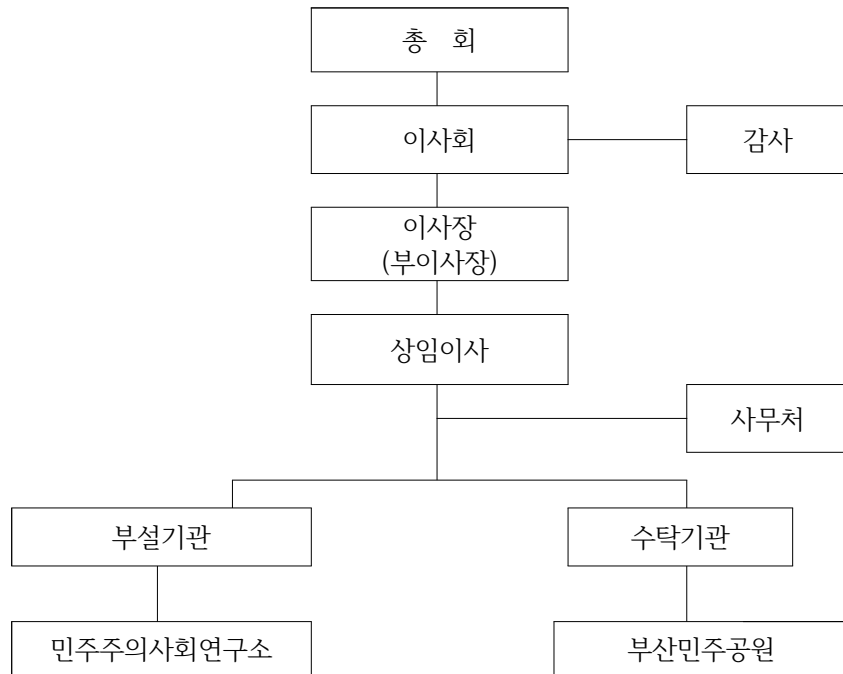 총 회
이사회
감사
이사장
(부이사장)
상임이사
사무처
부설기관
수탁기관
민주주의사회연구소
부산민주공원